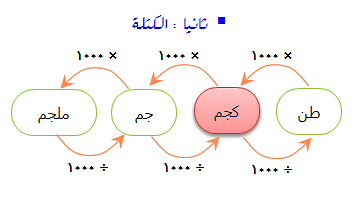 ثانيا : الكتلة
× ١٠٠٠ × ١٠٠٠ × ١٠٠٠
طن كجم جم ملجم
÷ ١٠٠٠ ÷ ١٠٠٠ ÷ ١٠٠٠